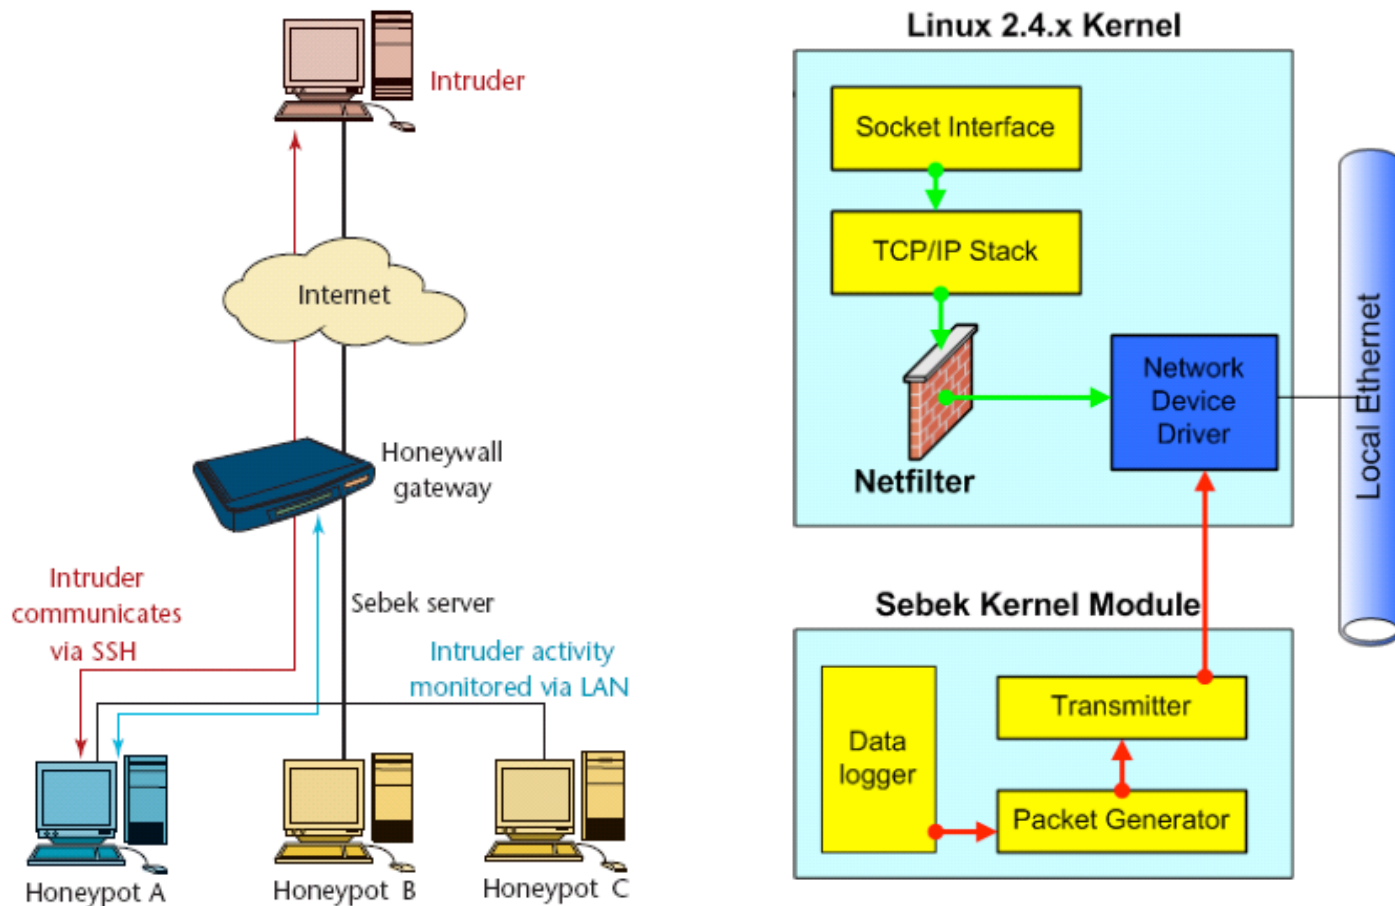 Intruder
Internet
Honeywall
gateway
Intruder
communicates
via SSH
Sebek server
Intruder activity
monitored via LAN
Honeypot A
Honeypot B
Honeypot C
Linux 2.4.x Kernel
Socket Interface
TCP/IP Stack
Netfilter
Network
Device
Driver
Local Ethernet
Sebek Kernel Module
Data
logger
Transmitter
Packet Generator